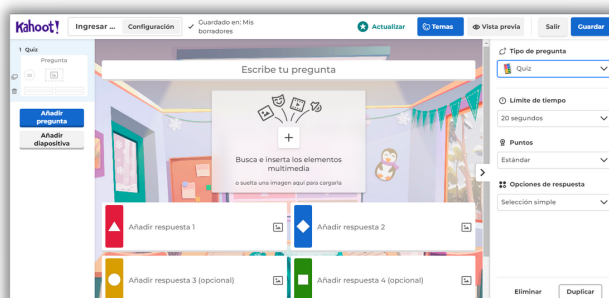 Kahoot!
Ingresar ...
Configuración
Guardado en: Mis
borradores
Actualizar
Temas
Vista previa
Salir
Guardar
1 Quiz
Pregunta
Añadir
pregunta
Añadir
diapositiva
Escribe tu pregunta
Busca e inserta los elementos
multimedia
o suelta una imagen aquí para cargarla
Añadir respuesta 1
Añadir respuesta 2
Añadir respuesta 3 (opcional)
Añadir respuesta 4 (opcional)
Tipo de pregunta
Quiz
Límite de tiempo
20 segundos
Puntos
Estándar
Opciones de respuesta
Selección simple
Eliminar
Duplicar